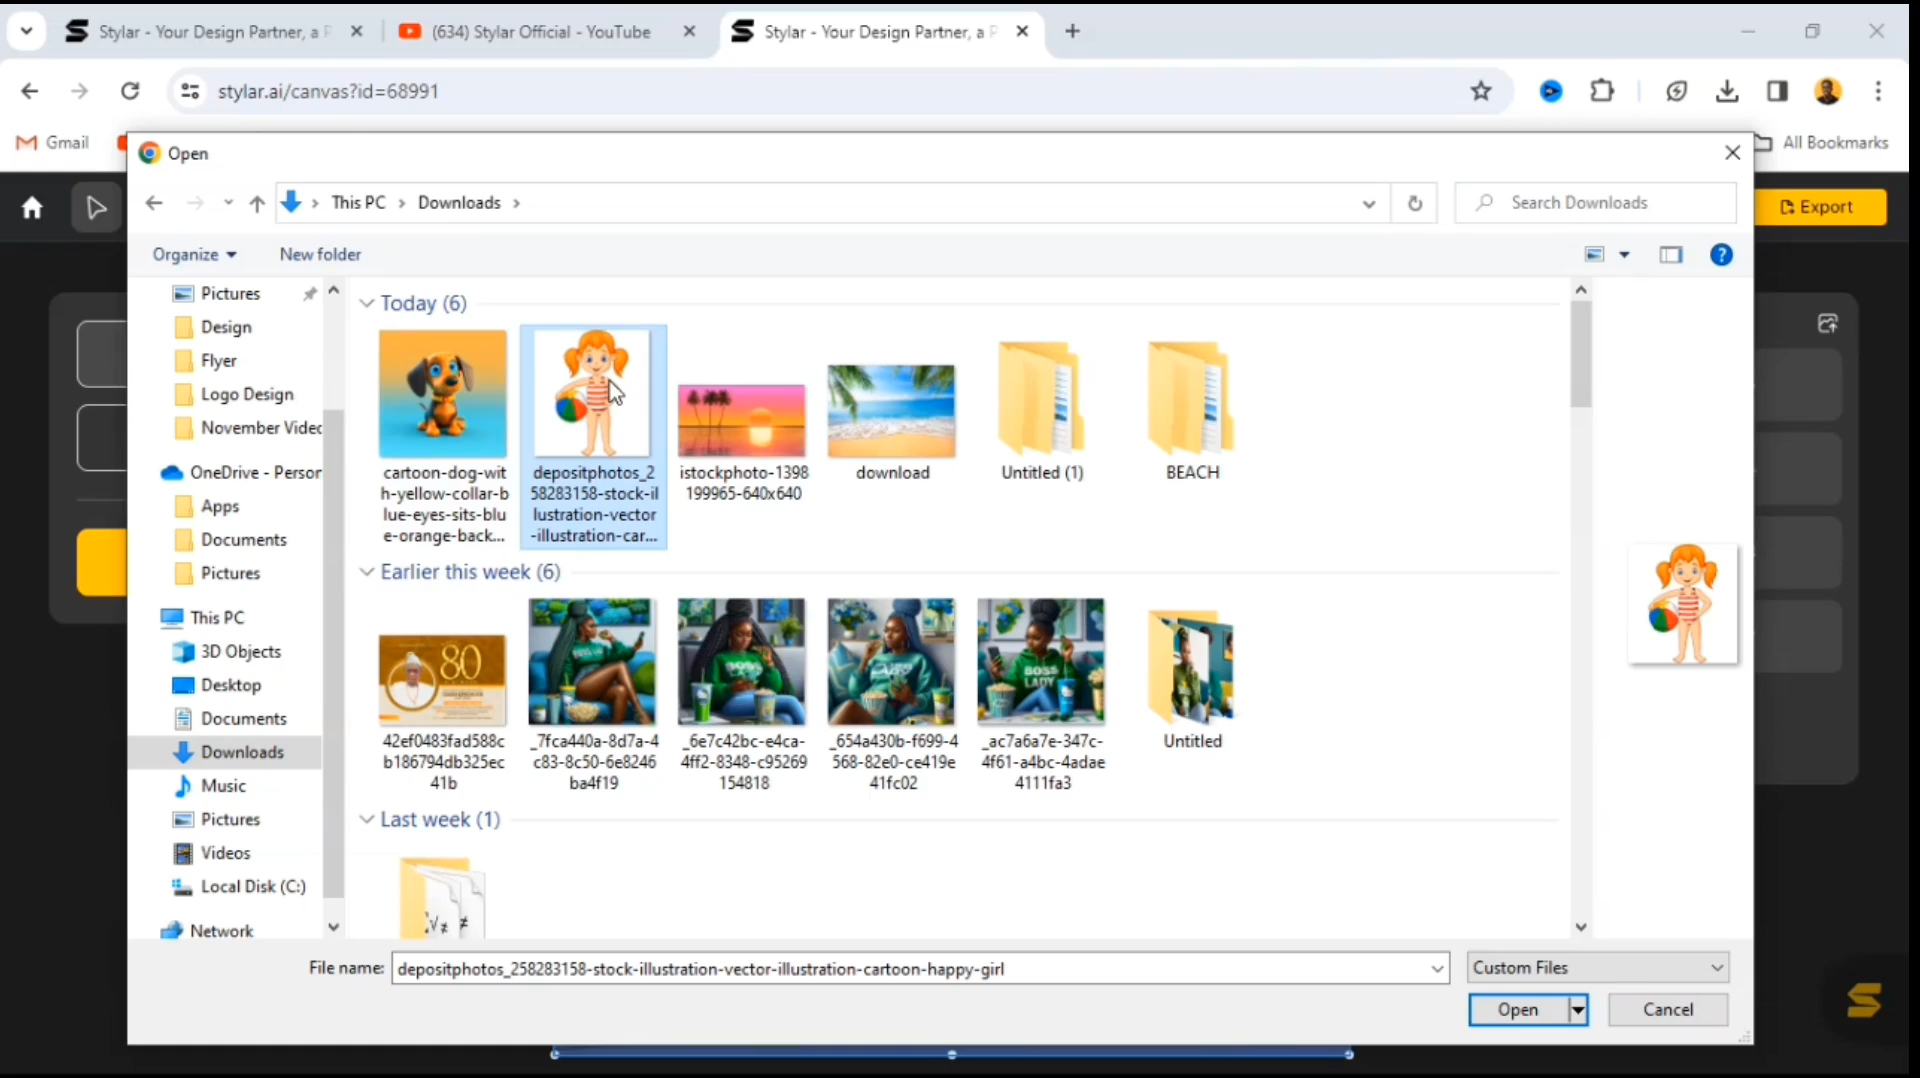 Stylar - Your Design Partner, a P
(634) Stylar Official - YouTube
Stylar - Your Design Partner, a P
stylar.ai/canvas?id=68991
Gmail
All Bookmarks
Open
This PC > Downloads >
Search Downloads
Export
Organize
New folder
Pictures
Design
Flyer
Logo Design
November Videc
OneDrive - Person
Apps
Documents
Pictures
This PC
3D Objects
Desktop
Documents
Downloads
Music
Pictures
Videos
Local Disk (C:)
Network
Today (6)
cartoon-dog-wit
h-yellow-collar-b
lue-eyes-sits-blu
e-orange-back...
depositphotos_2
58283158-stock-il
lustration-vector
-illustration-car...
istockphoto-1398
199965-640x640
download
Untitled (1)
BEACH
Earlier this week (6)
80
BOSS
LADY
42ef0483fad588c
b186794db325ec
41b
_7fca440a-8d7a-4
c83-8c50-6e8246
ba4f19
_6e7c42bc-e4ca-
4ff2-8348-c95269
154818
_654a430b-f699-4
568-82e0-ce419e
41fc02
_ac7a6a7e-347c-
4f61-a4bc-4adae
4111fa3
Untitled
Last week (1)
File name:
depositphotos_258283158-stock-illustration-vector-illustration-cartoon-happy-girl
Custom Files
Open
Cancel